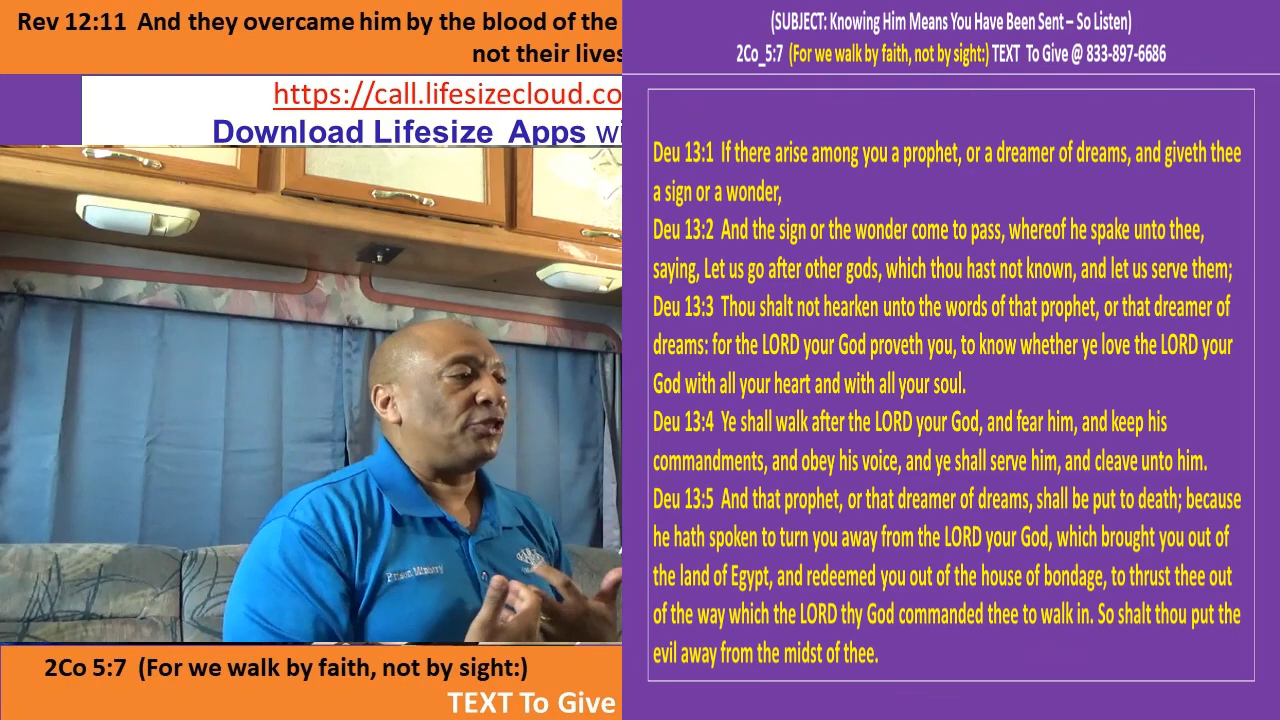 Rev 12:11 And they overcame him by the blood of the
not their lives
https://call.lifesizecloud.co
Download Lifesize Apps wi
Prison Ministry
2Co 5:7 (For we walk by faith, not by sight:)
TEXT To Give
(SUBJECT: Knowing Him Means You Have Been Sent – So Listen)
2Co_5:7 (For we walk by faith, not by sight:) TEXT To Give @ 833-897-6686
Deu 13:1 If there arise among you a prophet, or a dreamer of dreams, and giveth thee
a sign or a wonder,
Deu 13:2 And the sign or the wonder come to pass, whereof he spake unto thee,
saying, Let us go after other gods, which thou hast not known, and let us serve them;
Deu 13:3 Thou shalt not hearken unto the words of that prophet, or that dreamer of
dreams: for the LORD your God proveth you, to know whether ye love the LORD your
God with all your heart and with all your soul.
Deu 13:4 Ye shall walk after the LORD your God, and fear him, and keep his
commandments, and obey his voice, and ye shall serve him, and cleave unto him.
Deu 13:5 And that prophet, or that dreamer of dreams, shall be put to death; because
he hath spoken to turn you away from the LORD your God, which brought you out of
the land of Egypt, and redeemed you out of the house of bondage, to thrust thee out
of the way which the LORD thy God commanded thee to walk in. So shalt thou put the
evil away from the midst of thee.